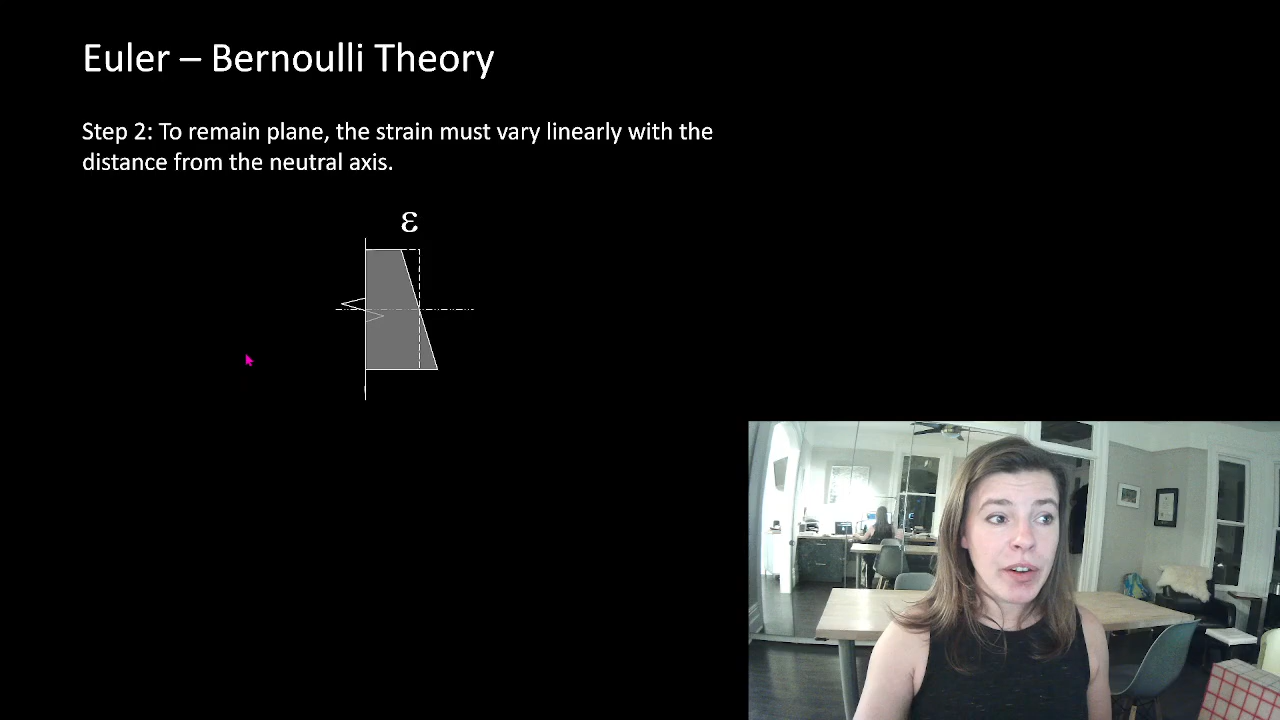 Euler – Bernoulli Theory
Step 2: To remain plane, the strain must vary linearly with the
distance from the neutral axis.
ε